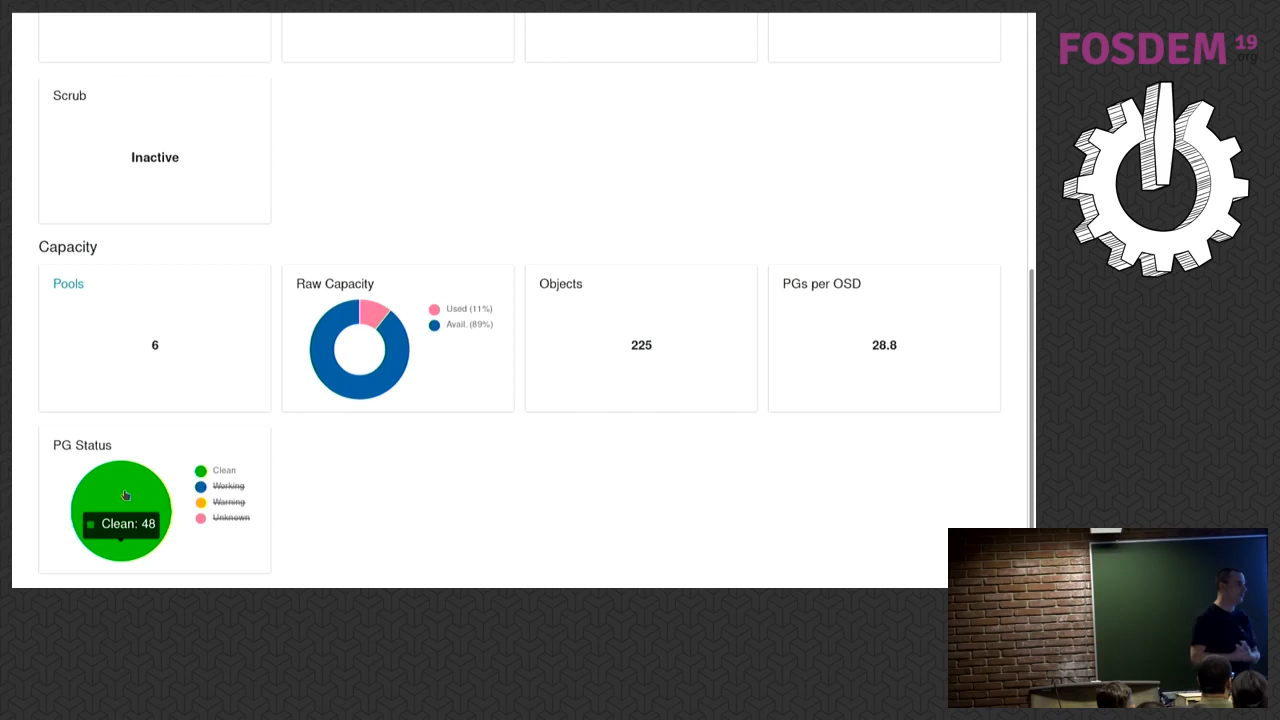 FOSDEM 19
.org
Scrub
Inactive
Capacity
Pools
6
Raw Capacity
Used (11%)
Avail. (89%)
Objects
225
PGs per OSD
28.8
PG Status
Clean
Working
Warning
Unknown
Clean: 48